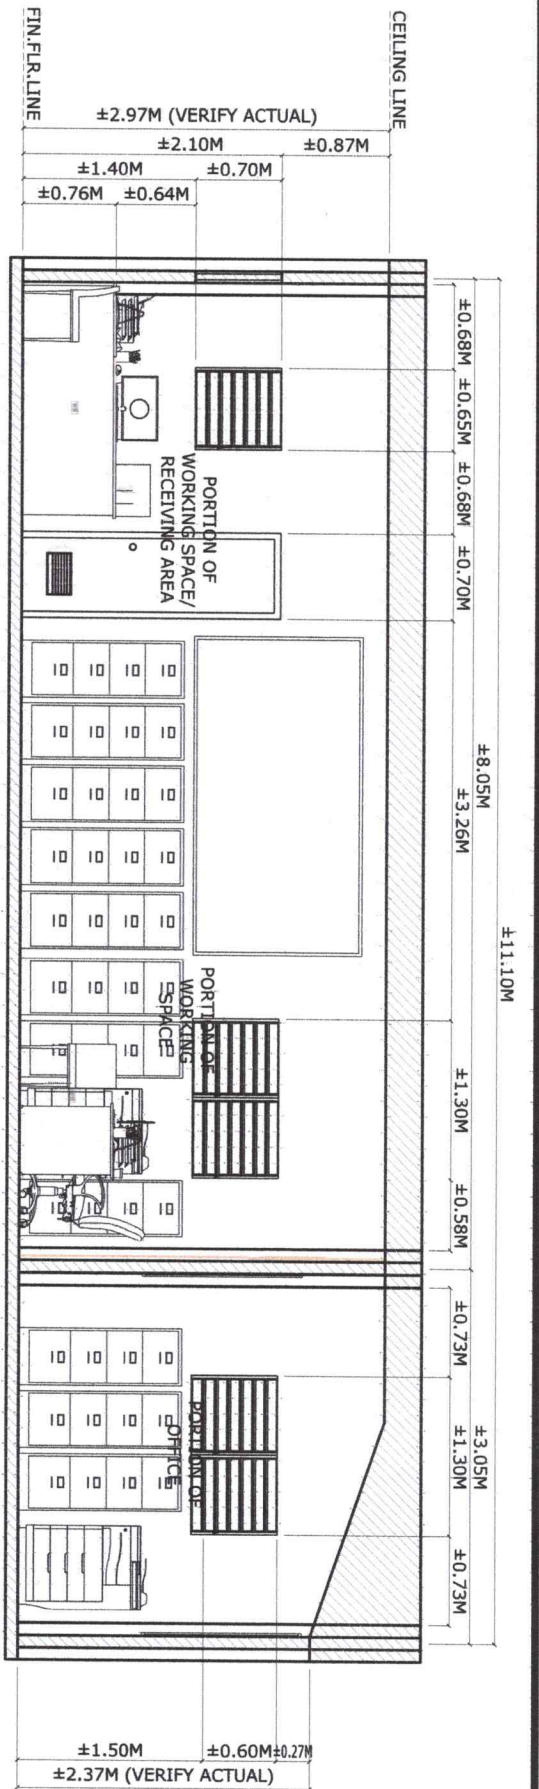 CEILING LINE
FIN.FLR.LINE
±2.97M (VERIFY ACTUAL)
±2.10M
±0.87M
±1.40M
±0.70M
±0.76M
±0.64M
±11.10M
±8.05M
±3.05M
±0.68M
±0.65M
±0.68M
±0.70M
±3.26M
±1.30M
±0.58M
±0.73M
±1.30M
±0.73M
PORTION OF
WORKING SPACE/
RECEIVING AREA
PORTION OF
WORKING
SPACE
PORTION OF
OFFICE
±1.50M
±0.60M
±0.27M
±2.37M (VERIFY ACTUAL)